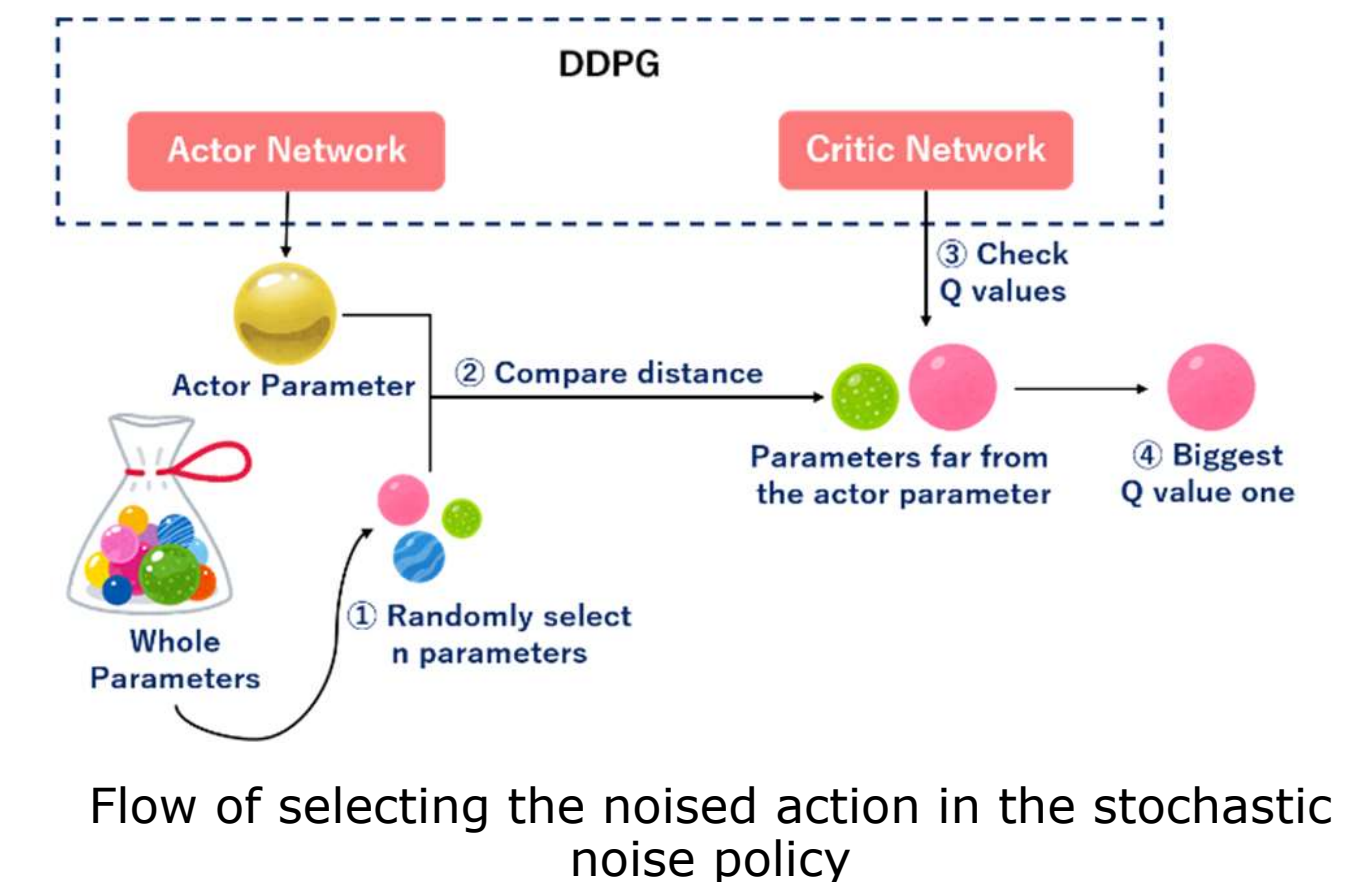 DDPG
Actor Network
Critic Network
③ Check
Q values
Actor Parameter
② Compare distance
Parameters far from
the actor parameter
④ Biggest
Q value one
① Randomly select
n parameters
Whole
Parameters
Flow of selecting the noised action in the stochastic
noise policy